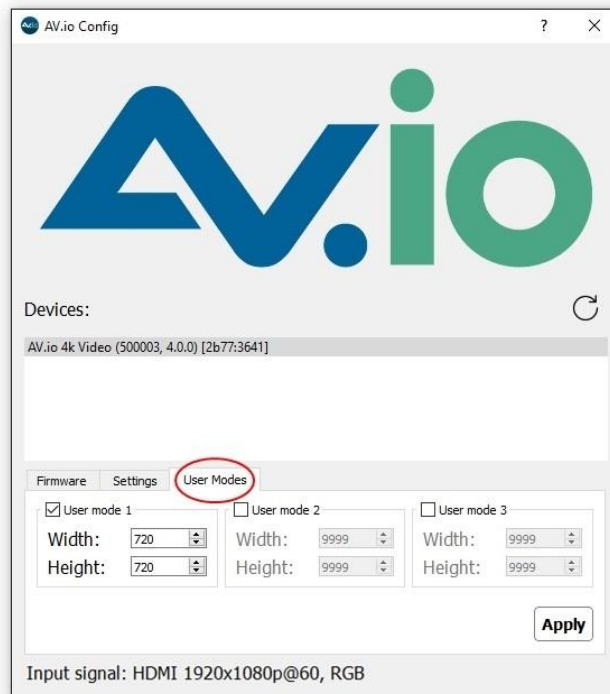 AV.io Config ?
AV.io
Devices:
AV.io 4k Video (500003, 4.0.0) [2b77:3641]
Firmware Settings User Modes
User mode 1 User mode 2 User mode 3
Width: 720 Width: 9999 Width: 9999
Height: 720 Height: 9999 Height: 9999
Apply
Input signal: HDMI 1920x1080p@60, RGB